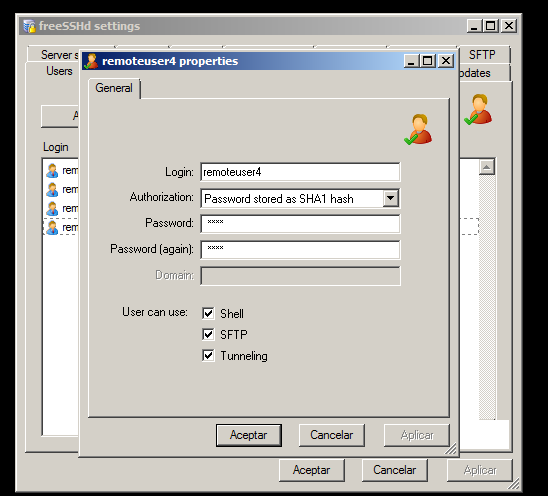 freeSSHd settings
Server s
SFTP
Users
pdates
remoteuser4 properties
General
A
Login
rem
rem
rem
rem
Login: remoteuser4
Authorization: Password stored as SHA1 hash
Password: ****
Password (again): ****
Domain:
User can use: Shell
SFTP
Tunneling
Aceptar Cancelar Aplicar
Aceptar Cancelar Aplicar